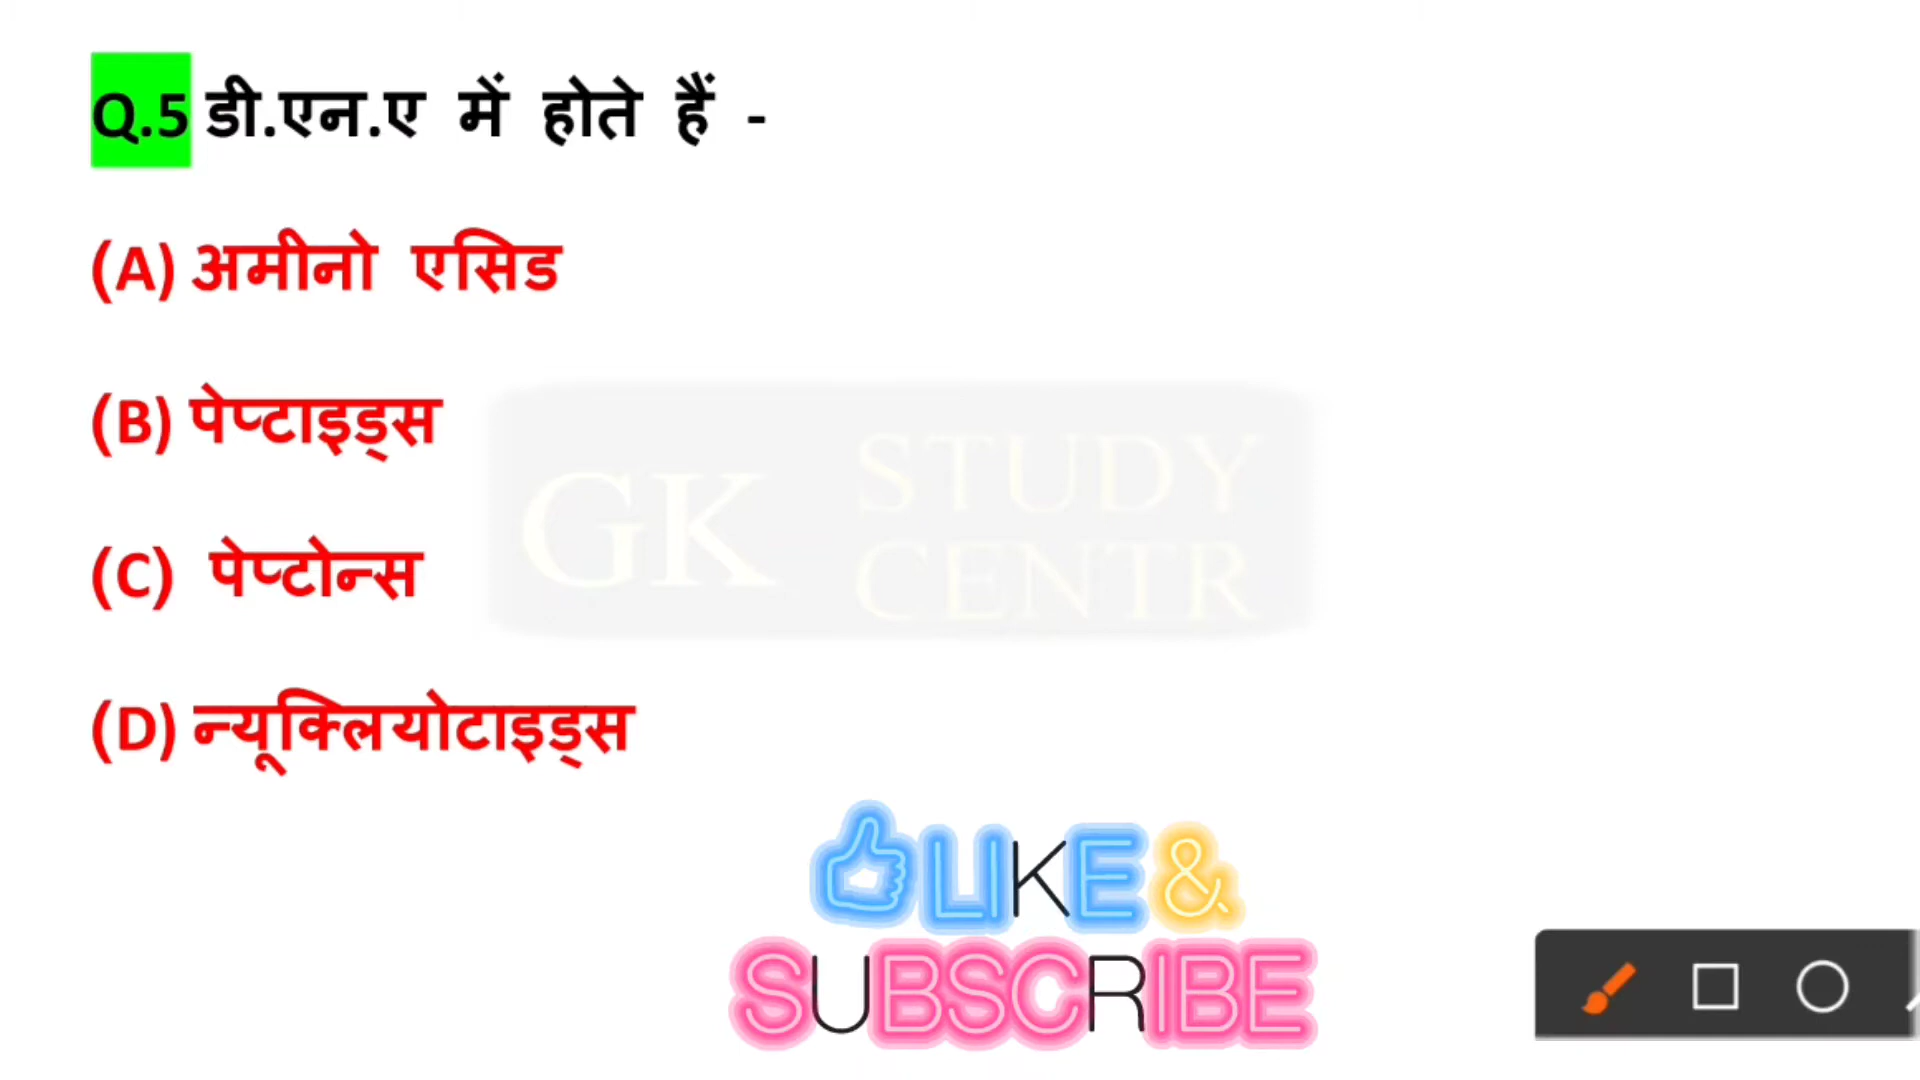 Q.5 डी.एन.ए में होते हैं -
(A) अमीनो एसिड
(B) पेप्टाइड्स
(C) पेप्टोन्स
(D) न्यूक्लियोटाइड्स
GK STUDY CENTR
LIKE &
SUBSCRIBE